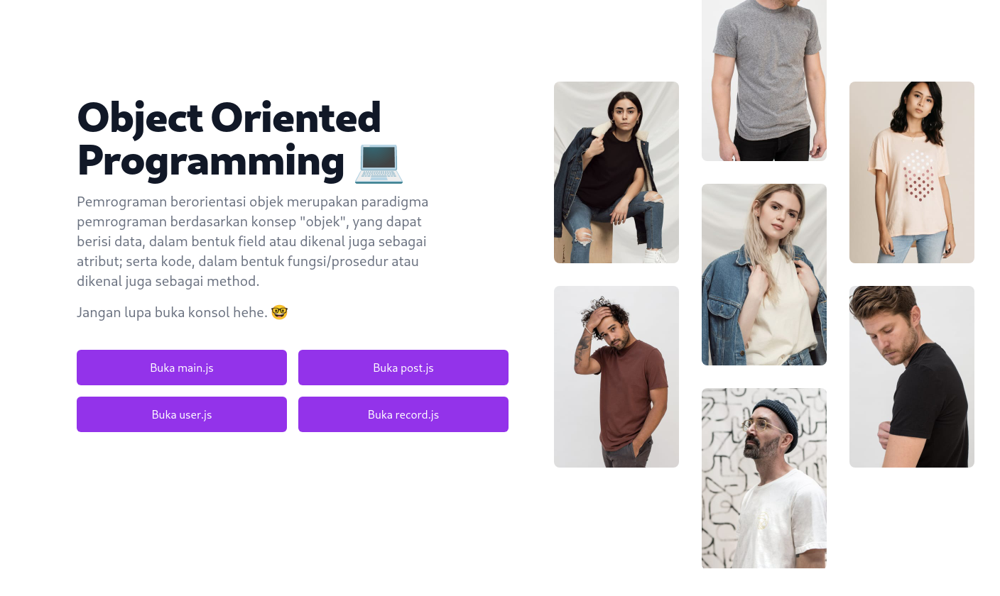 Object Oriented
Programming 💻
Pemrograman berorientasi objek merupakan paradigma
pemrograman berdasarkan konsep "objek", yang dapat
berisi data, dalam bentuk field atau dikenal juga sebagai
atribut; serta kode, dalam bentuk fungsi/prosedur atau
dikenal juga sebagai method.
Jangan lupa buka konsol hehe. 🤓
Buka main.js
Buka post.js
Buka user.js
Buka record.js